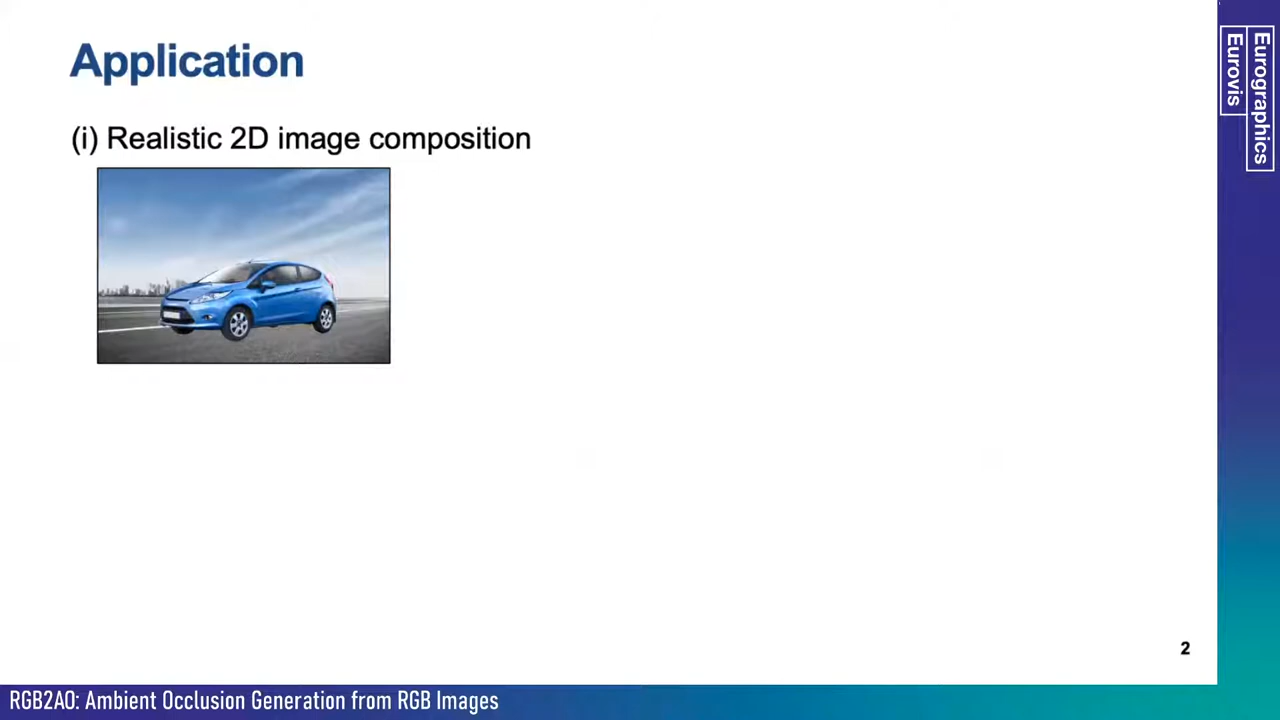 Application
(i) Realistic 2D image composition
Eurographics
Eurovis
2
RGB2AO: Ambient Occlusion Generation from RGB Images